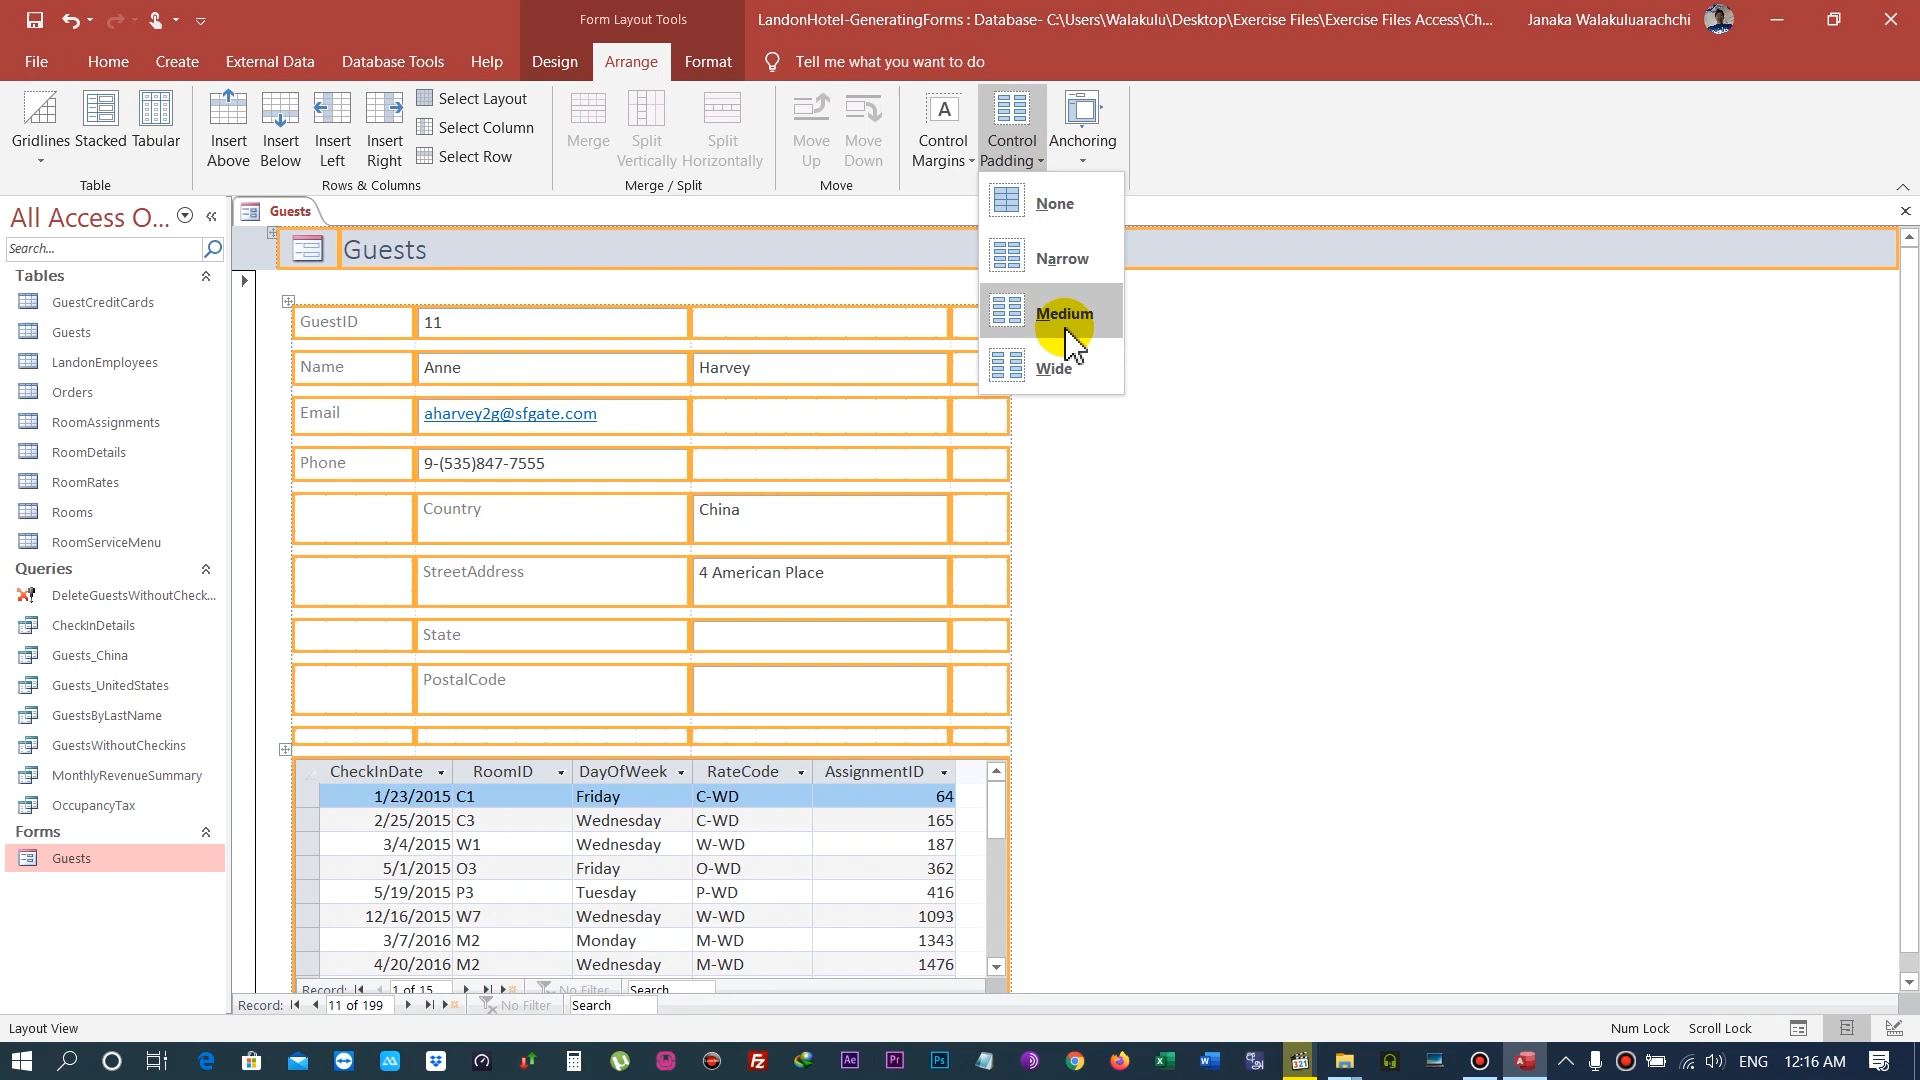 Form Layout Tools
LandonHotel-GeneratingForms : Database- C:\Users\Walakulu\Desktop\Exercise Files\Exercise Files Access\Ch...
Janaka Walakuluarachchi
File Home Create External Data Database Tools Help Design Arrange Format Tell me what you want to do
Gridlines Stacked Tabular
Table
Insert Above
Insert Below
Insert Left
Insert Right
Select Layout
Select Column
Select Row
Rows & Columns
Merge
Split Vertically
Split Horizontally
Merge / Split
Move Up
Move Down
Move
Control Margins
Control Padding
Anchoring
None
Narrow
Medium
Wide
All Access O...
Search...
Tables
GuestCreditCards
Guests
LandonEmployees
Orders
RoomAssignments
RoomDetails
RoomRates
Rooms
RoomServiceMenu
Queries
DeleteGuestsWithoutCheck...
CheckInDetails
Guests_China
Guests_UnitedStates
GuestsByLastName
GuestsWithoutCheckins
MonthlyRevenueSummary
OccupancyTax
Forms
Guests
Guests
Guests
GuestID 11
Name Anne Harvey
Email aharvey2g@sfgate.com
Phone 9-(535)847-7555
Country China
StreetAddress 4 American Place
State
PostalCode
CheckInDate RoomID DayOfWeek RateCode AssignmentID
1/23/2015 C1 Friday C-WD 64
2/25/2015 C3 Wednesday C-WD 165
3/4/2015 W1 Wednesday W-WD 187
5/1/2015 O3 Friday O-WD 362
5/19/2015 P3 Tuesday P-WD 416
12/16/2015 W7 Wednesday W-WD 1093
3/7/2016 M2 Monday M-WD 1343
4/20/2016 M2 Wednesday M-WD 1476
Record: 1 of 15 No Filter Search
Record: 11 of 199 No Filter Search
Layout View
Num Lock Scroll Lock
ENG 12:16 AM